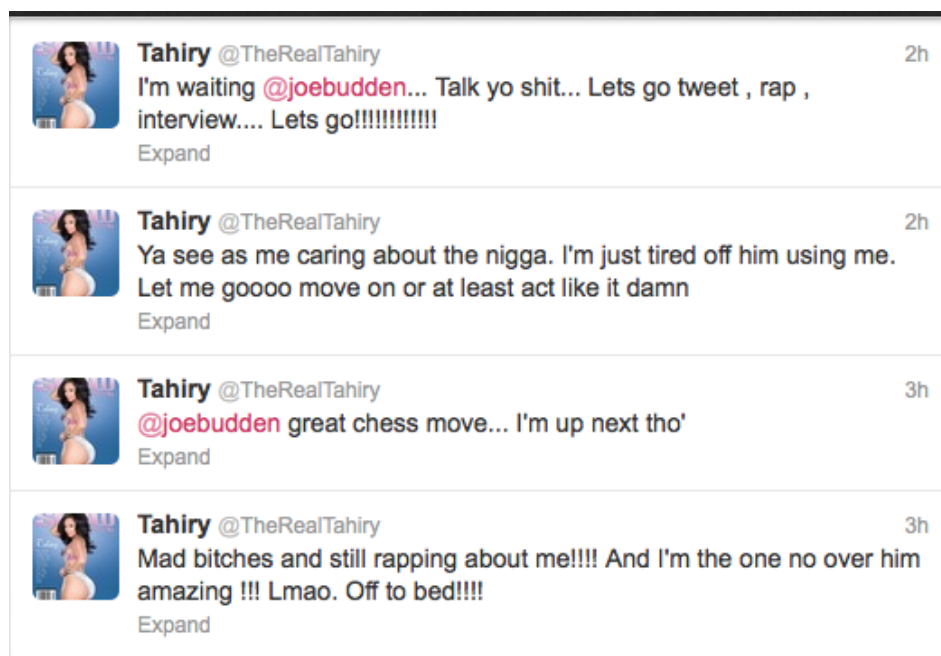 Tahiry @TheRealTahiry 2h
I'm waiting @joebudden... Talk yo shit... Lets go tweet , rap ,
interview.... Lets go!!!!!!!!!!!!
Expand
Tahiry @TheRealTahiry 2h
Ya see as me caring about the nigga. I'm just tired off him using me.
Let me goooo move on or at least act like it damn
Expand
Tahiry @TheRealTahiry 3h
@joebudden great chess move... I'm up next tho'
Expand
Tahiry @TheRealTahiry 3h
Mad bitches and still rapping about me!!!! And I'm the one no over him
amazing !!! Lmao. Off to bed!!!!
Expand